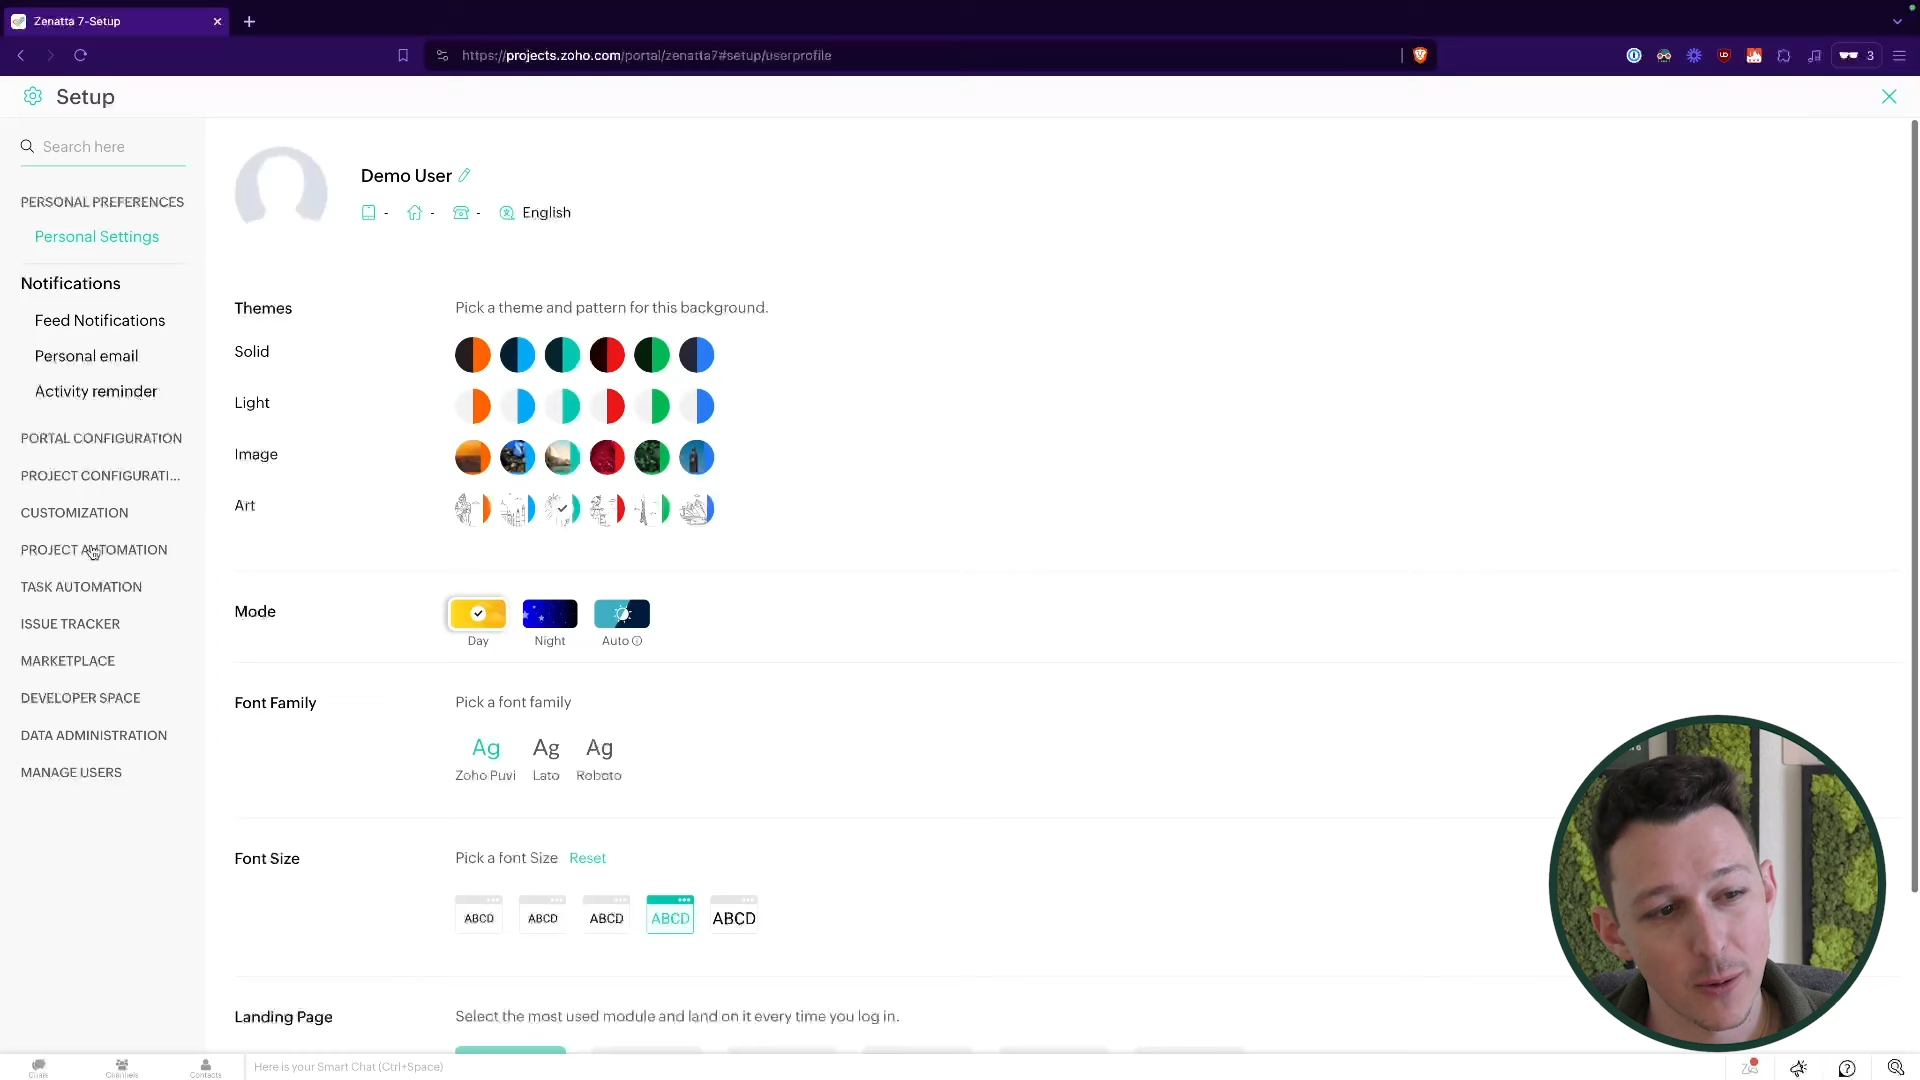 Zenatta 7-Setup
https://projects.zoho.com/portal/zenatta7#setup/userprofile
3
Setup
Search here
PERSONAL PREFERENCES
Personal Settings
Notifications
Feed Notifications
Personal email
Activity reminder
PORTAL CONFIGURATION
PROJECT CONFIGURATI...
CUSTOMIZATION
PROJECT AUTOMATION
TASK AUTOMATION
ISSUE TRACKER
MARKETPLACE
DEVELOPER SPACE
DATA ADMINISTRATION
MANAGE USERS
Demo User
- - - English
Themes Pick a theme and pattern for this background.
Solid
Light
Image
Art
Mode
Day Night Auto
Font Family Pick a font family
Ag Ag Ag
Zoho Puvi Lato Roboto
Font Size Pick a font Size Reset
ABCD ABCD ABCD ABCD ABCD
Landing Page Select the most used module and land on it every time you log in.
Chats Channels Contacts Here is your Smart Chat (Ctrl+Space)